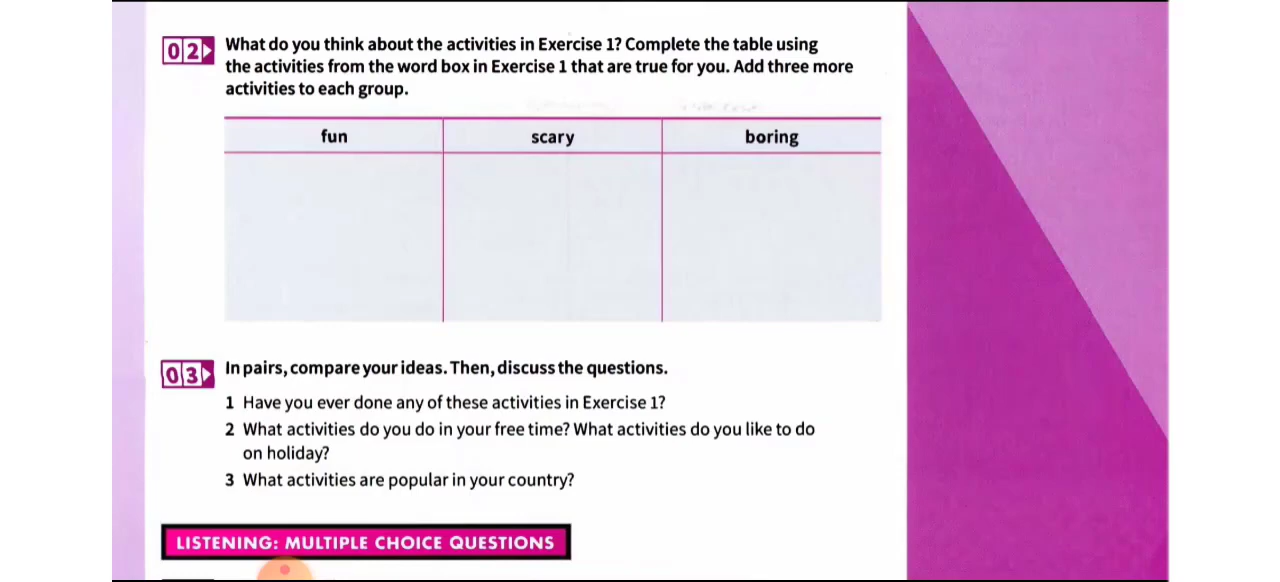 02 What do you think about the activities in Exercise 1? Complete the table using
the activities from the word box in Exercise 1 that are true for you. Add three more
activities to each group.
fun scary boring
03 In pairs, compare your ideas. Then, discuss the questions.
1 Have you ever done any of these activities in Exercise 1?
2 What activities do you do in your free time? What activities do you like to do
on holiday?
3 What activities are popular in your country?
LISTENING: MULTIPLE CHOICE QUESTIONS